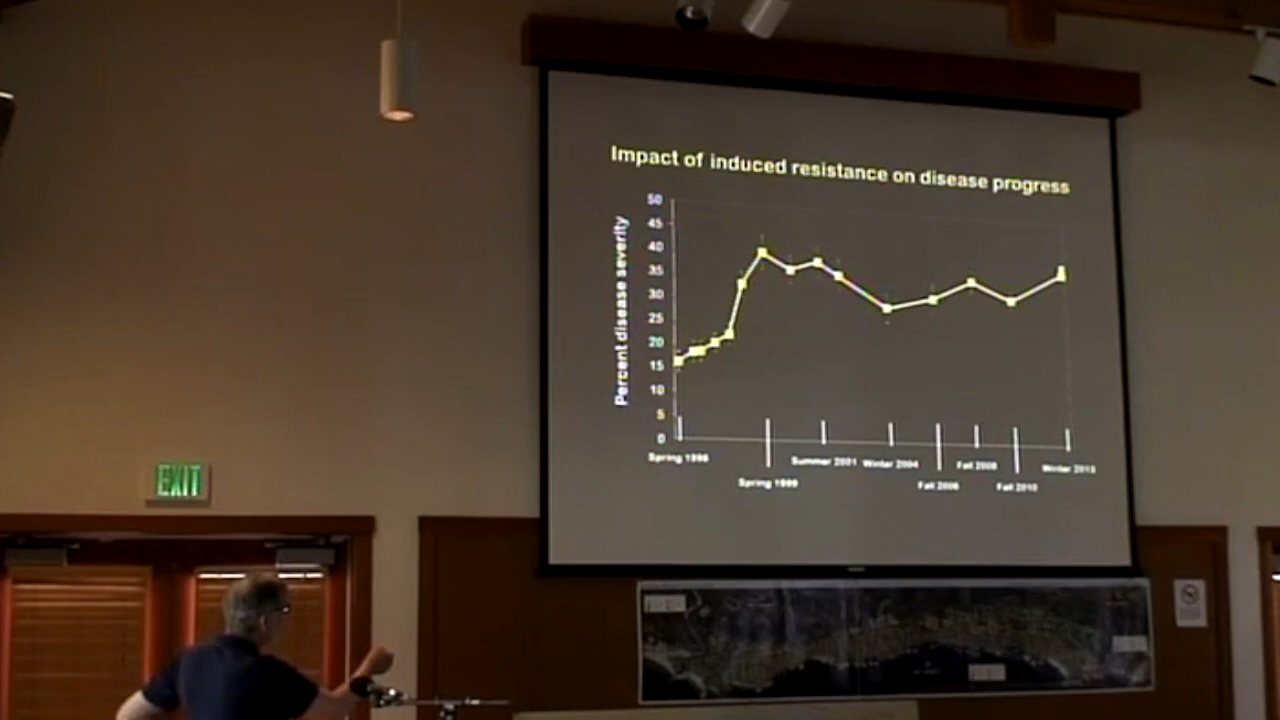 Impact of induced resistance on disease progress
Percent disease severity
50
45
40
35
30
25
20
15
10
5
0
Spring 1996
Summer 2001
Winter 2004
Fall 2008
Winter 2013
Spring 1999
Fall 2006
Fall 2010
EXIT